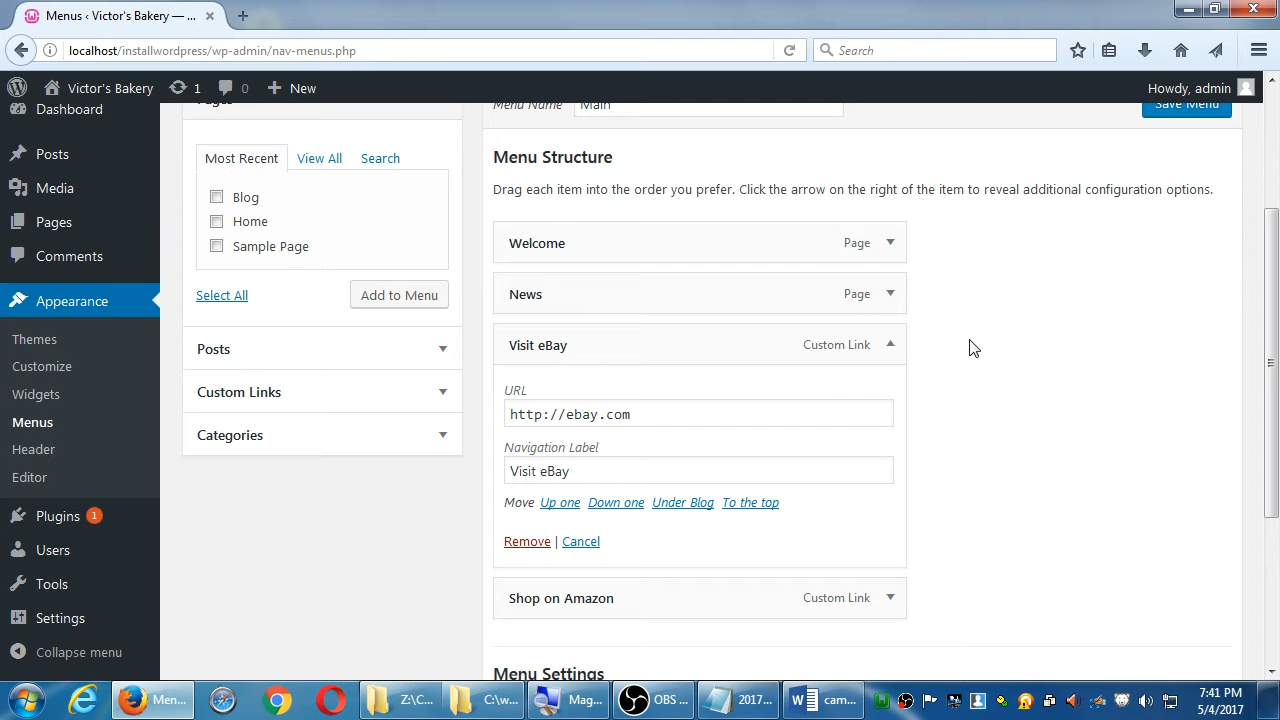 Menus ‹ Victor's Bakery — ...
localhost/installwordpress/wp-admin/nav-menus.php
Search
Victor's Bakery
1
0
New
Howdy, admin
Dashboard
Posts
Media
Pages
Comments
Appearance
Themes
Customize
Widgets
Menus
Header
Editor
Plugins 1
Users
Tools
Settings
Collapse menu
Pages
Most Recent
View All
Search
Blog
Home
Sample Page
Select All
Add to Menu
Posts
Custom Links
Categories
Menu Name Main
Save Menu
Menu Structure
Drag each item into the order you prefer. Click the arrow on the right of the item to reveal additional configuration options.
Welcome Page
News Page
Visit eBay Custom Link
URL
http://ebay.com
Navigation Label
Visit eBay
Move Up one Down one Under Blog To the top
Remove | Cancel
Shop on Amazon Custom Link
Menu Settings
Men...
Z:\C...
C:\w...
Mag...
OBS ...
2017...
cam...
7:41 PM
5/4/2017